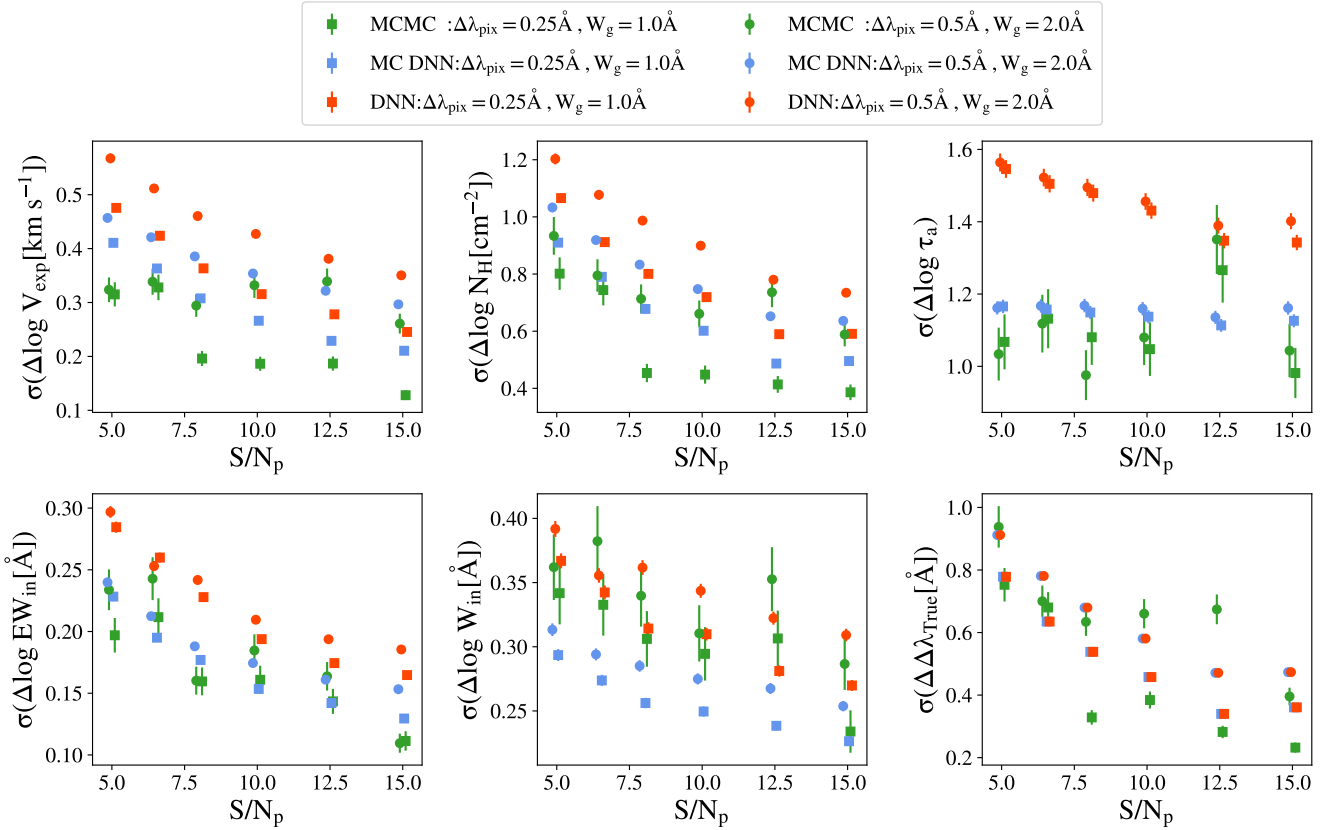 MCMC :Δλpix = 0.25Å , Wg = 1.0Å
MCMC :Δλpix = 0.5Å , Wg = 2.0Å
MC DNN:Δλpix = 0.25Å , Wg = 1.0Å
MC DNN:Δλpix = 0.5Å , Wg = 2.0Å
DNN:Δλpix = 0.25Å , Wg = 1.0Å
DNN:Δλpix = 0.5Å , Wg = 2.0Å
σ(Δlog Vexp[km s⁻¹])
0.5
0.4
0.3
0.2
0.1
5.0 7.5 10.0 12.5 15.0
S/Np
σ(Δlog NH[cm⁻²])
1.2
1.0
0.8
0.6
0.4
5.0 7.5 10.0 12.5 15.0
S/Np
σ(Δlog τa)
1.6
1.4
1.2
1.0
5.0 7.5 10.0 12.5 15.0
S/Np
σ(Δlog EWin[Å])
0.30
0.25
0.20
0.15
0.10
5.0 7.5 10.0 12.5 15.0
S/Np
σ(Δlog Win[Å])
0.40
0.35
0.30
0.25
5.0 7.5 10.0 12.5 15.0
S/Np
σ(ΔΔλTrue[Å])
1.0
0.8
0.6
0.4
0.2
5.0 7.5 10.0 12.5 15.0
S/Np